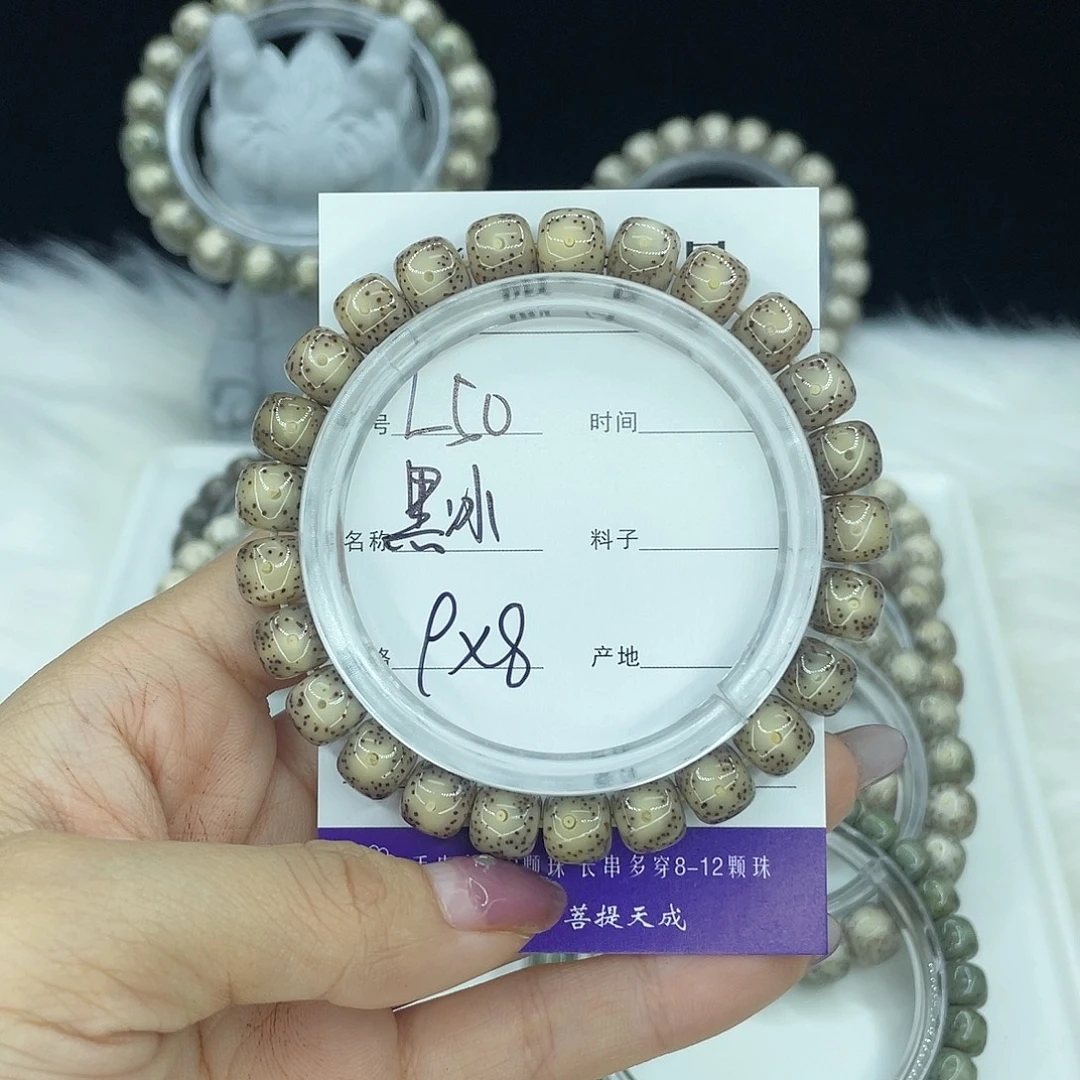 号 L50 时间
名称 黑冰 料子
格 9x8 产地
颗珠 长串多穿8-12颗珠
菩提天成